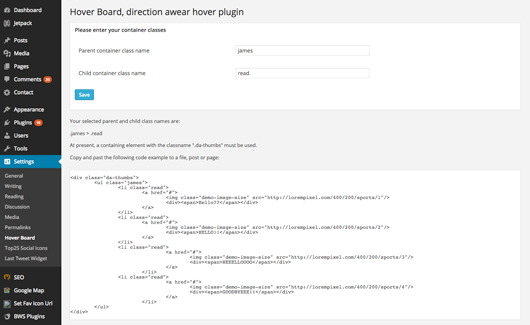 Dashboard
Jetpack
Posts
Media
Pages
Comments
Contact
Appearance
Plugins
Users
Tools
Settings
General
Writing
Reading
Discussion
Media
Permalinks
Hover Board
Top25 Social Icons
Last Tweet Widget
SEO
Google Map
Set Fav Icon Url
BWS Plugins
Hover Board, direction awear hover plugin
Please enter your container classes
Parent container class name
james
Child container class name
read
Save
Your selected parent and child class names are:
james > .read
At present, a containing element with the classname ".da-thumbs" must be used.
Copy and past the following code example to a file, post or page:
<div class="da-thumbs">
<ul class="james">
<li class="read">
<a href="#">
<img class="demo-image-size" src="http://lorempixel.com/400/200/sports/1"/>
<div><span>Hello??</span></div>
</a>
</li>
<li class="read">
<a href="#">
<img class="demo-image-size" src="http://lorempixel.com/400/200/sports/2"/>
<div><span>HELLO!!</span></div>
</a>
</li>
<li class="read">
<a href="#">
<img class="demo-image-size" src="http://lorempixel.com/400/200/sports/3"/>
<div><span>HEEELLOOOO</span></div>
</a>
</li>
<li class="read">
<a href="#">
<img class="demo-image-size" src="http://lorempixel.com/400/200/sports/4"/>
<div><span>GOODBYEEE!!</span></div>
</a>
</li>
</ul>
</div>